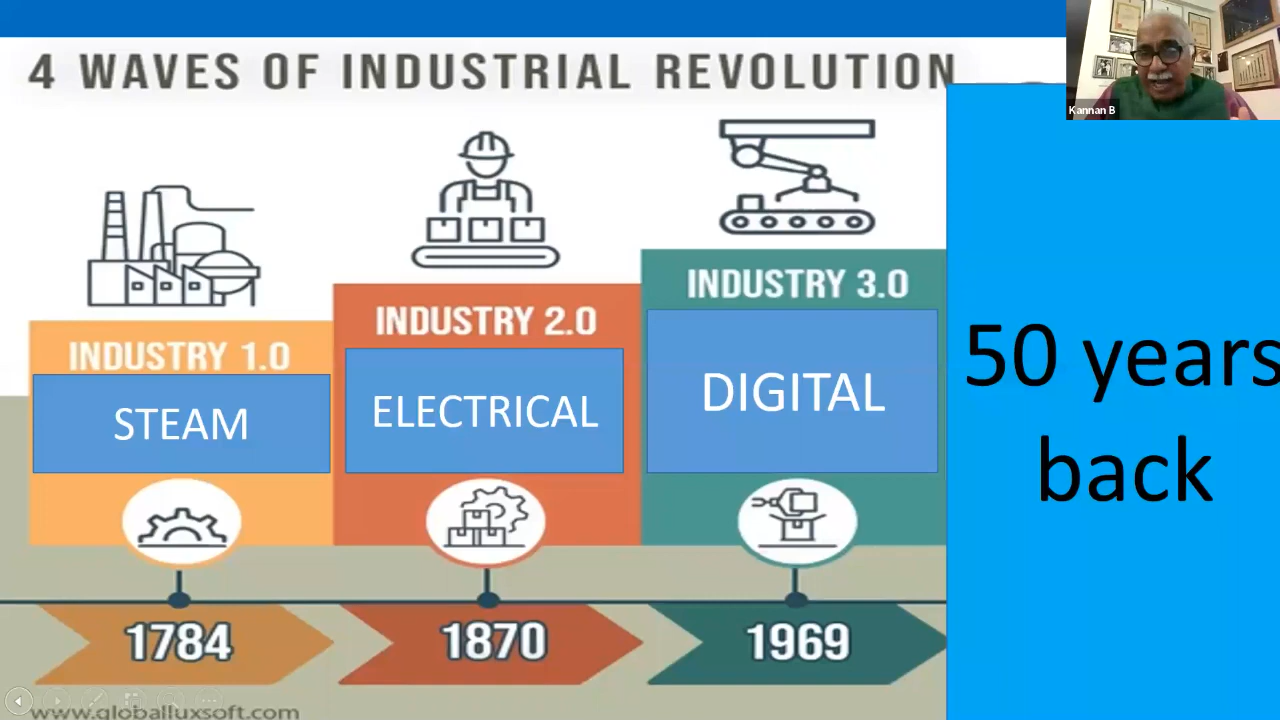 4 WAVES OF INDUSTRIAL REVOLUTION
Kannan B
INDUSTRY 1.0
STEAM
1784
INDUSTRY 2.0
ELECTRICAL
1870
INDUSTRY 3.0
DIGITAL
1969
50 years
back
www.globalluxsoft.com